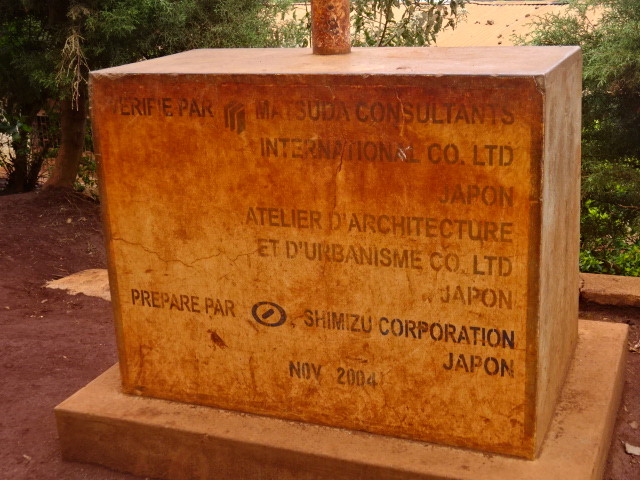 VERIFIE PAR MATSUDA CONSULTANTS
INTERNATIONAL CO. LTD
JAPON
ATELIER D'ARCHITECTURE
ET D'URBANISME CO. LTD
JAPON
PREPARE PAR SHIMIZU CORPORATION
JAPON
NOV 2004